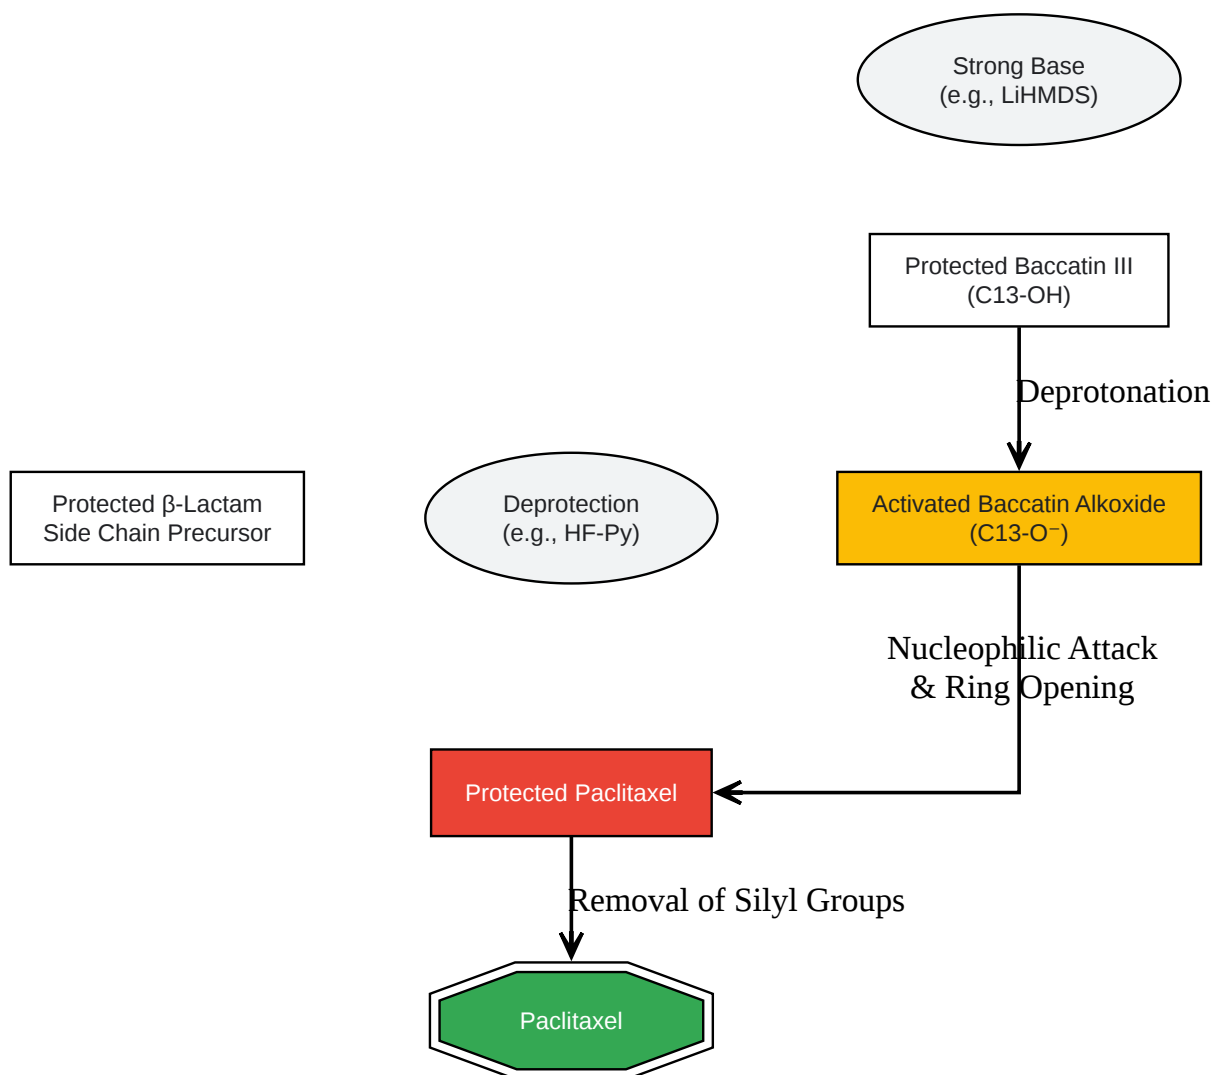 Strong Base
(e.g., LiHMDS)
Protected Baccatin III
(C13-OH)
Deprotonation
Protected β-Lactam
Side Chain Precursor
Deprotection
(e.g., HF-Py)
Activated Baccatin Alkoxide
(C13-O⁻)
Nucleophilic Attack
& Ring Opening
Protected Paclitaxel
Removal of Silyl Groups
Paclitaxel